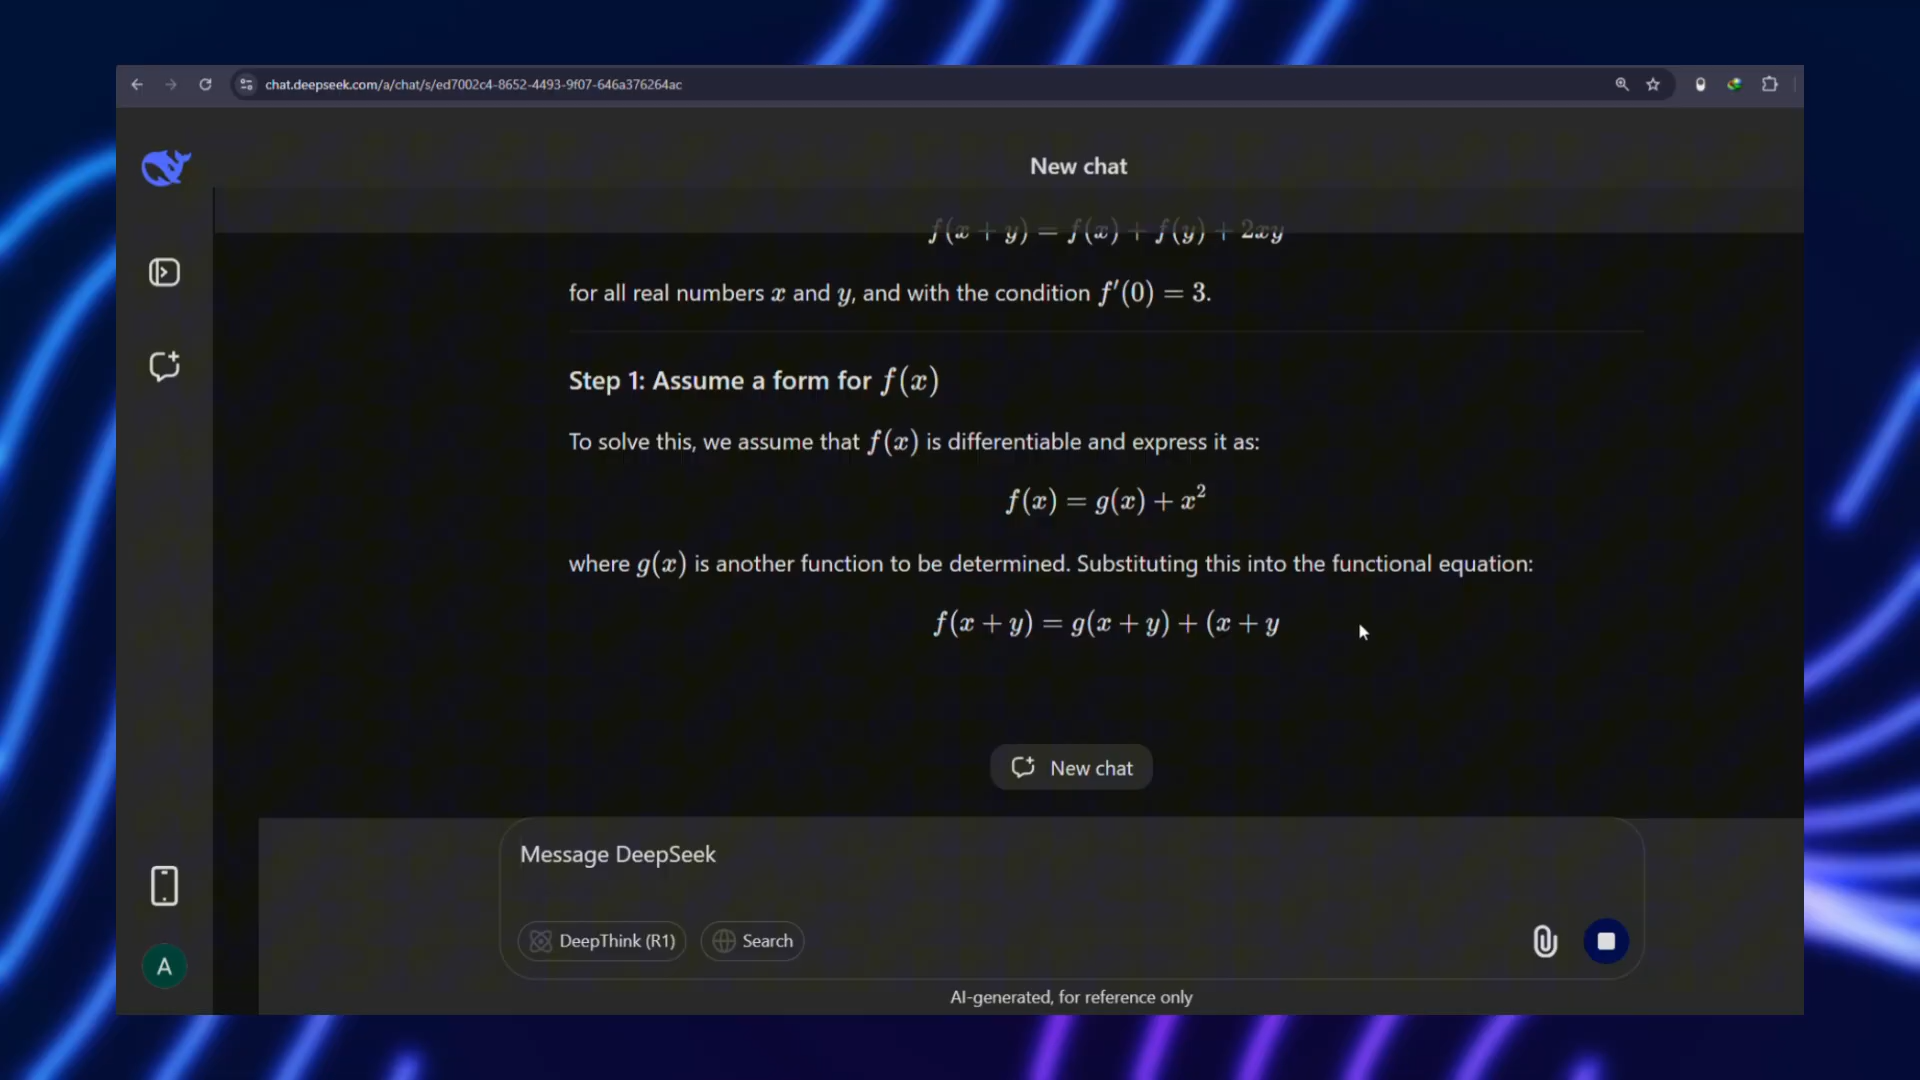 chat.deepseek.com/a/chat/s/ed7002c4-8652-4493-9f07-646a376264ac
New chat
f(x + y) = f(x) + f(y) + 2xy
for all real numbers x and y, and with the condition f′(0) = 3.
Step 1: Assume a form for f(x)
To solve this, we assume that f(x) is differentiable and express it as:
f(x) = g(x) + x²
where g(x) is another function to be determined. Substituting this into the functional equation:
f(x + y) = g(x + y) + (x + y
New chat
Message DeepSeek
DeepThink (R1) Search
A
AI-generated, for reference only